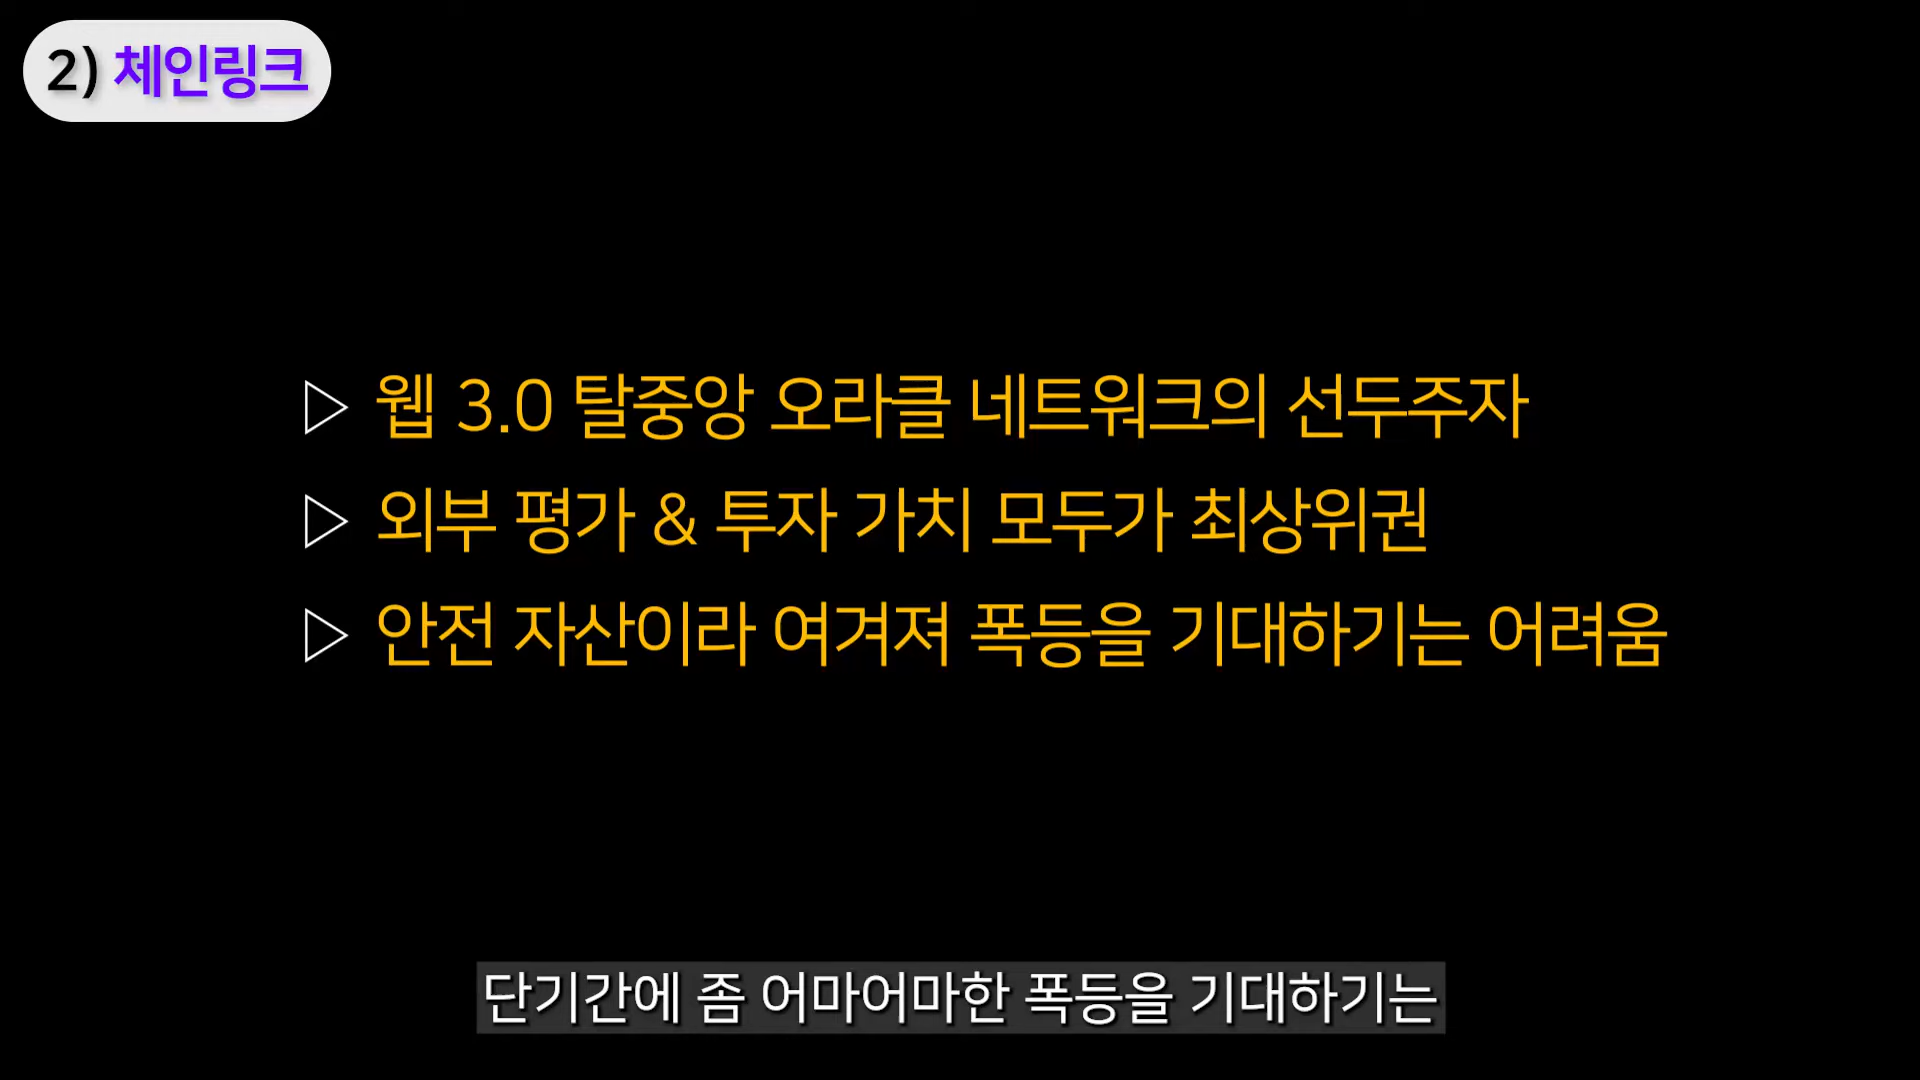 2) 체인링크
▷ 웹 3.0 탈중앙 오라클 네트워크의 선두주자
▷ 외부 평가 & 투자 가치 모두가 최상위권
▷ 안전 자산이라 여겨져 폭등을 기대하기는 어려움
단기간에 좀 어마어마한 폭등을 기대하기는